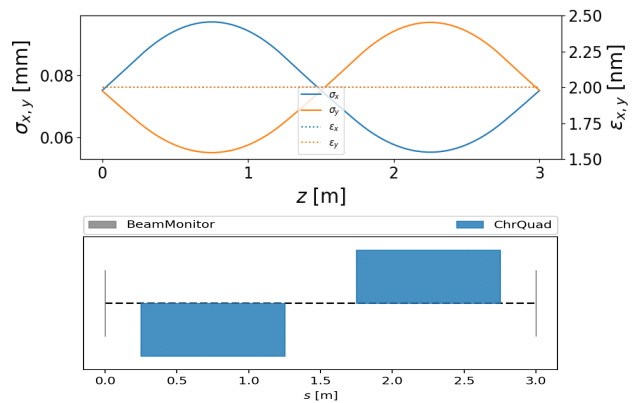 2.50
2.25
0.08
2.00
σx,y [mm]
εx,y [nm]
σx
σy
εx
εy
1.75
0.06
1.50
0 1 2 3
z [m]
BeamMonitor ChrQuad
0.0 0.5 1.0 1.5 2.0 2.5 3.0
s [m]